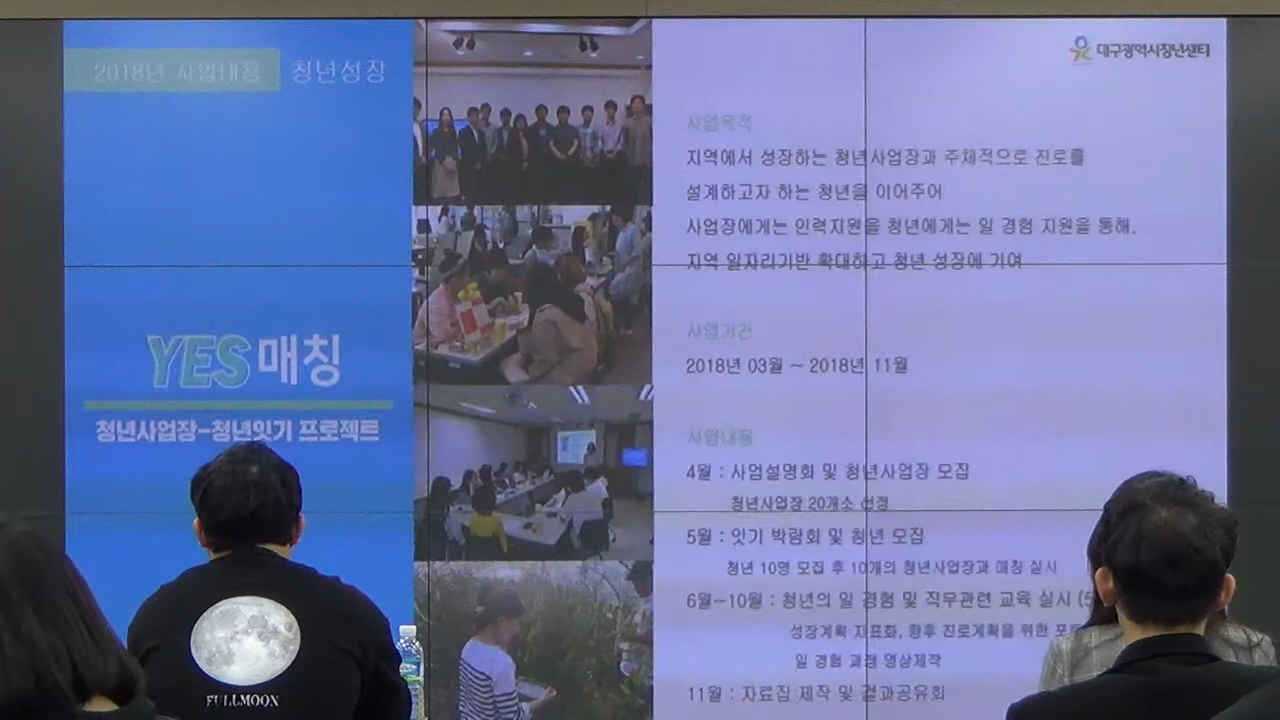 2018년 사업내용 청년성장
대구광역시청년센터
사업목적
지역에서 성장하는 청년사업장과 주체적으로 진로를
설계하고자 하는 청년을 이어주어
사업장에게는 인력지원을 청년에게는 일 경험 지원을 통해,
지역 일자리기반 확대하고 청년 성장에 기여
YES매칭
청년사업장-청년잇기 프로젝트
사업기간
2018년 03월 ~ 2018년 11월
사업내용
4월 : 사업설명회 및 청년사업장 모집
청년사업장 20개소 선정
5월 : 잇기 박람회 및 청년 모집
청년 10명 모집 후 10개의 청년사업장과 매칭 실시
6월~10월 : 청년의 일 경험 및 직무관련 교육 실시 (5
성장계획 지표화, 향후 진로계획을 위한 포트
일 경험 과정 영상제작
11월 : 자료집 제작 및 결과공유회
FULLMOON